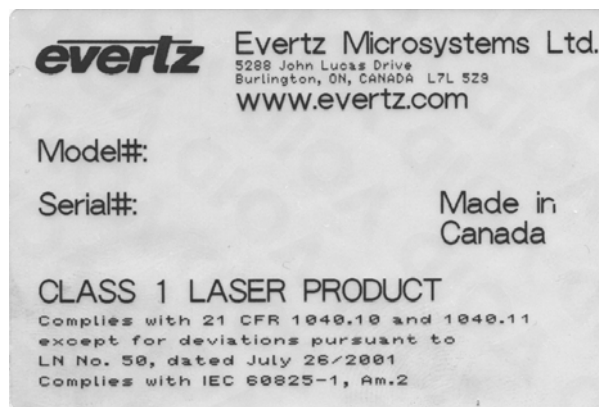 evertz
Evertz Microsystems Ltd.
5288 John Lucas Drive
Burlington, ON, CANADA L7L 5Z9
www.evertz.com
Model#:
Serial#:
Made in
Canada
CLASS 1 LASER PRODUCT
Complies with 21 CFR 1040.10 and 1040.11
except for deviations pursuant to
LN No. 50, dated July 26/2001
Complies with IEC 60825-1, Am.2